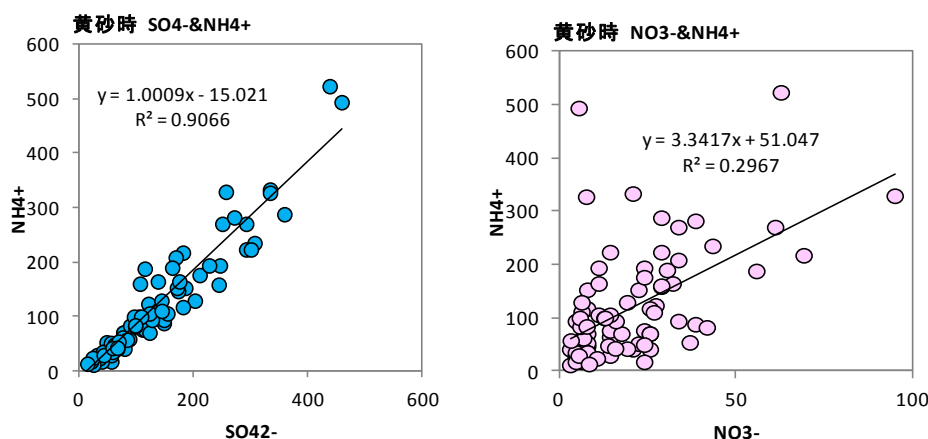 黄砂時 SO4-&NH4+
600
500
400
300
200
100
0
y = 1.0009x - 15.021
R² = 0.9066
NH4+
0 200 400 600
SO42-
黄砂時 NO3-&NH4+
600
500
400
300
200
100
0
y = 3.3417x + 51.047
R² = 0.2967
NH4+
0 50 100
NO3-